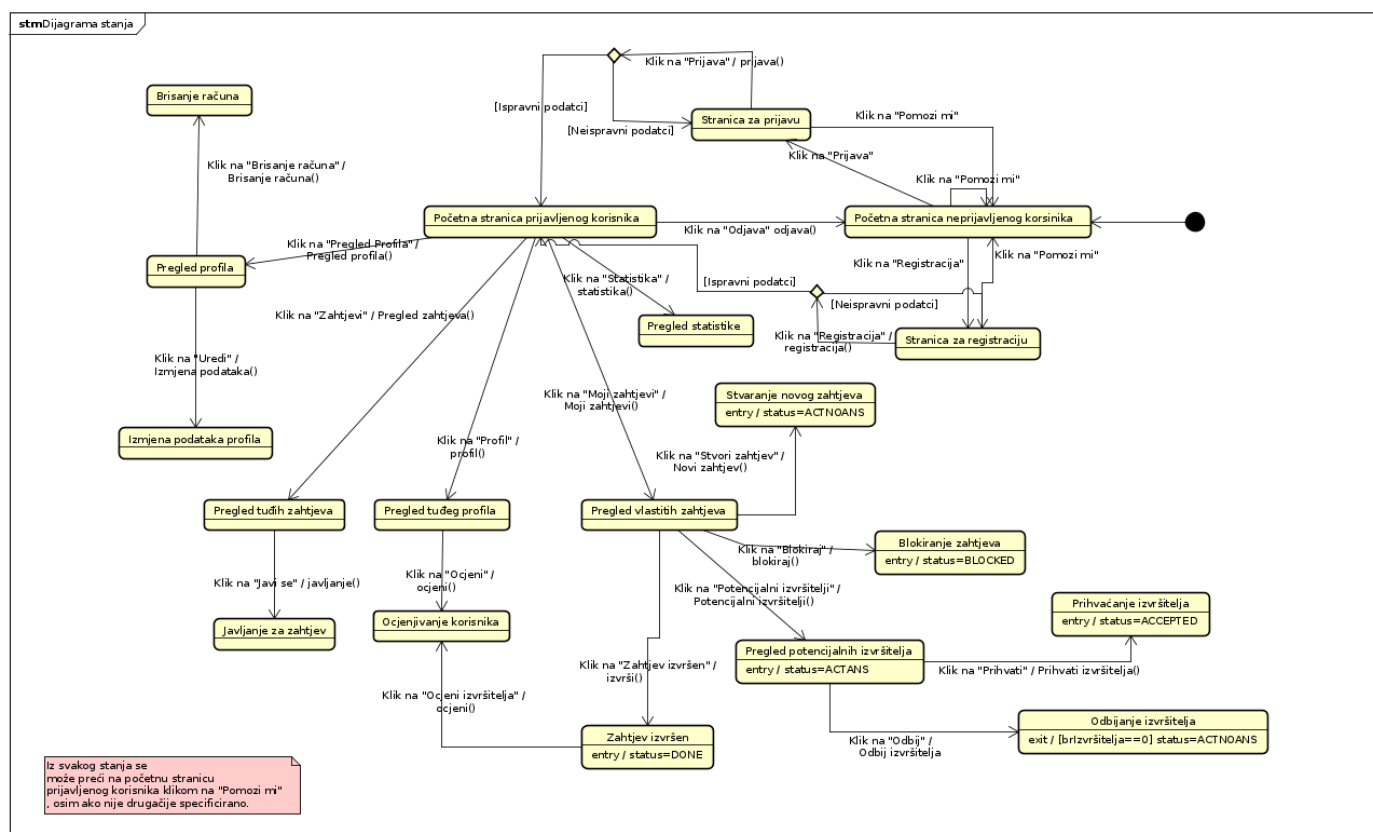 stm Dijagrama stanja
Klik na "Prijava" / prijava()
Brisanje računa
[Ispravni podatci]
Stranica za prijavu
Klik na "Pomozi mi"
[Neispravni podatci]
Klik na "Prijava"
Klik na "Brisanje računa" /
Brisanje računa()
Klik na "Pomozi mi"
Početna stranica prijavljenog korisnika
Početna stranica neprijavljenog korsinika
Klik na "Odjava" odjava()
Klik na "Pregled Profila" /
Pregled profila()
Pregled profila
Klik na "Registracija"
Klik na "Pomozi mi"
Klik na "Statistika" /
statistika()
[Ispravni podatci]
[Neispravni podatci]
Klik na "Zahtjevi" / Pregled zahtjeva()
Pregled statistike
Klik na "Registracija" /
registracija()
Stranica za registraciju
Klik na "Uredi" /
Izmjena podataka()
Klik na "Moji zahtjevi" /
Moji zahtjevi()
Stvaranje novog zahtjeva
entry / status=ACTNOANS
Izmjena podataka profila
Klik na "Profil" /
profil()
Klik na "Stvori zahtjev" /
Novi zahtjev()
Pregled tuđih zahtjeva
Pregled tuđeg profila
Pregled vlastitih zahtjeva
Klik na "Blokiraj" /
blokiraj()
Blokiranje zahtjeva
entry / status=BLOCKED
Klik na "Javi se" / javljanje()
Klik na "Ocjeni" /
ocjeni()
Klik na "Potencijalni izvršitelji" /
Potencijalni izvršitelji()
Prihvaćanje izvršitelja
entry / status=ACCEPTED
Javljanje za zahtjev
Ocjenjivanje korisnika
Pregled potencijalnih izvršitelja
entry / status=ACTANS
Klik na "Prihvati" / Prihvati izvršitelja()
Klik na "Zahtjev izvršen" /
izvrši()
Klik na "Ocjeni izvršitelja" /
ocjeni()
Zahtjev izvršen
entry / status=DONE
Klik na "Odbij" /
Odbij izvršitelja
Odbijanje izvršitelja
exit / [brIzvršitelja==0] status=ACTNOANS
Iz svakog stanja se
može preći na početnu stranicu
prijavljenog korisnika klikom na "Pomozi mi"
, osim ako nije drugačije specificirano.